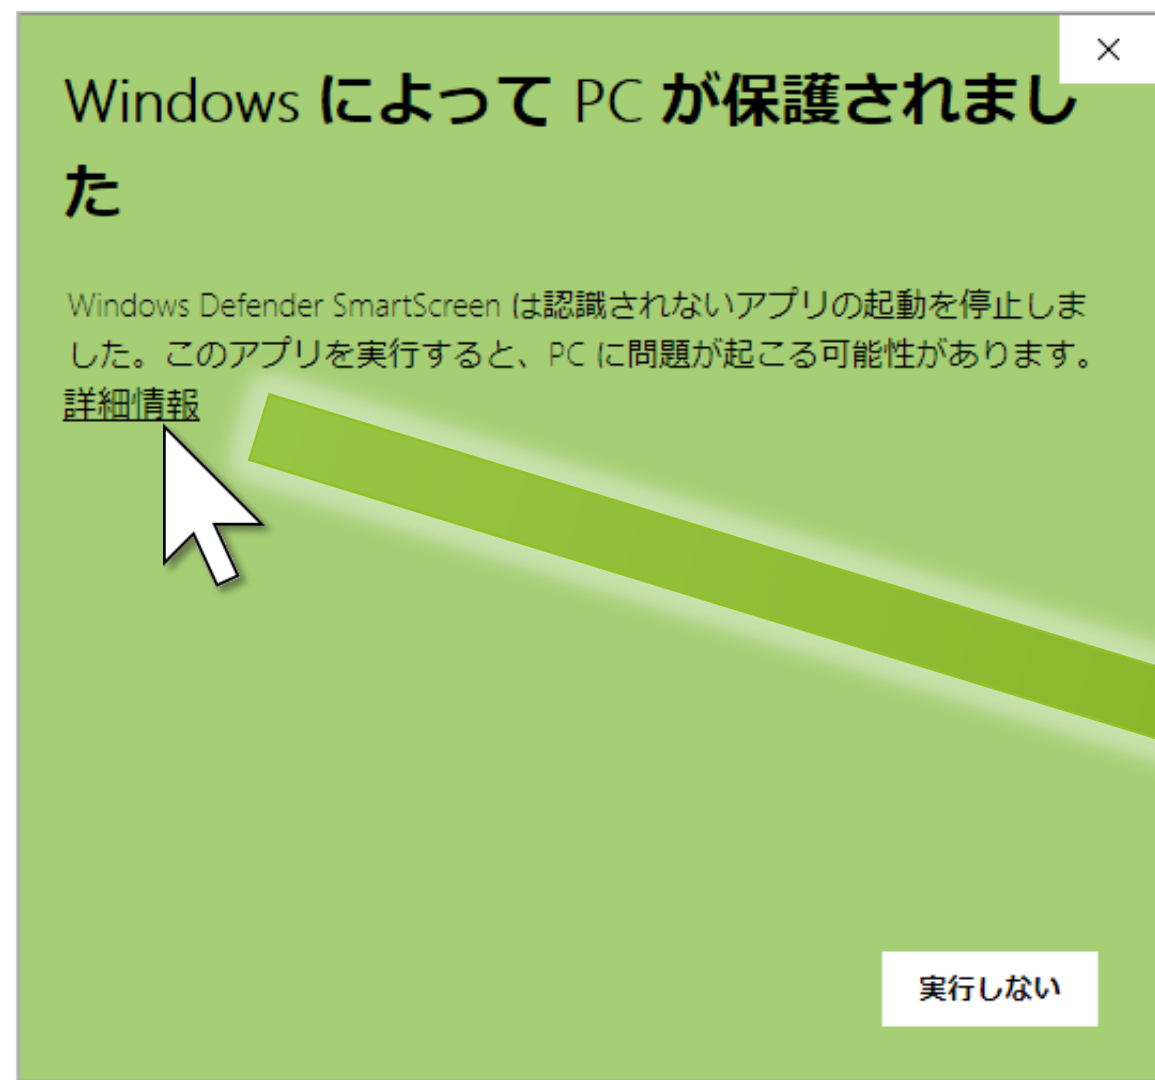 Windows によって PC が保護されまし
た
Windows Defender SmartScreen は認識されないアプリの起動を停止しま
した。このアプリを実行すると、PC に問題が起こる可能性があります。
詳細情報
実行しない